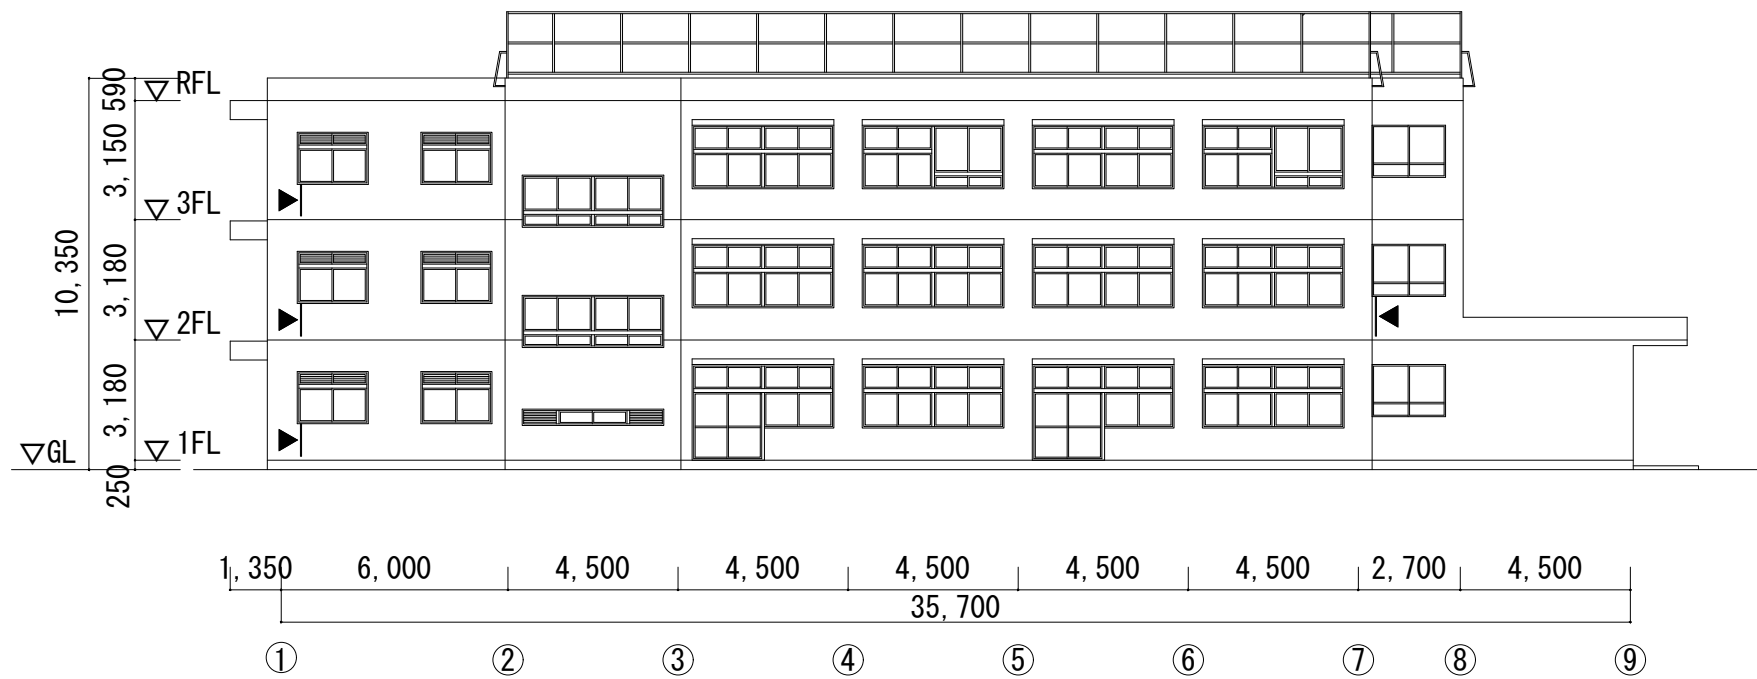 590
RFL
3,150
3FL
10,350
3,180
2FL
3,180
1FL
GL
250
1,350 6,000 4,500 4,500 4,500 4,500 4,500 2,700 4,500
35,700
① ② ③ ④ ⑤ ⑥ ⑦ ⑧ ⑨